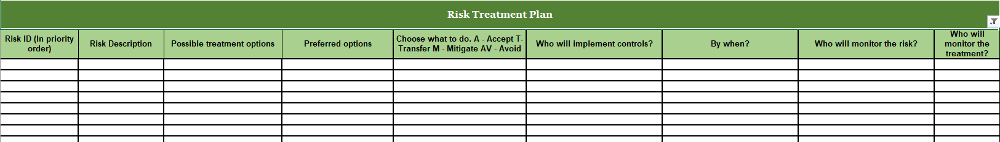 Risk Treatment Plan
Risk ID (In priority
order)
Risk Description
Possible treatment options
Preferred options
Choose what to do. A - Accept T-
Transfer M - Mitigate AV - Avoid
Who will implement controls?
By when?
Who will monitor the risk?
Who will
monitor the
treatment?